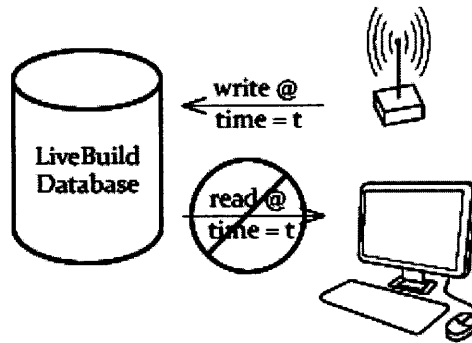 write @
time = t
LiveBuild
Database
read @
time = t